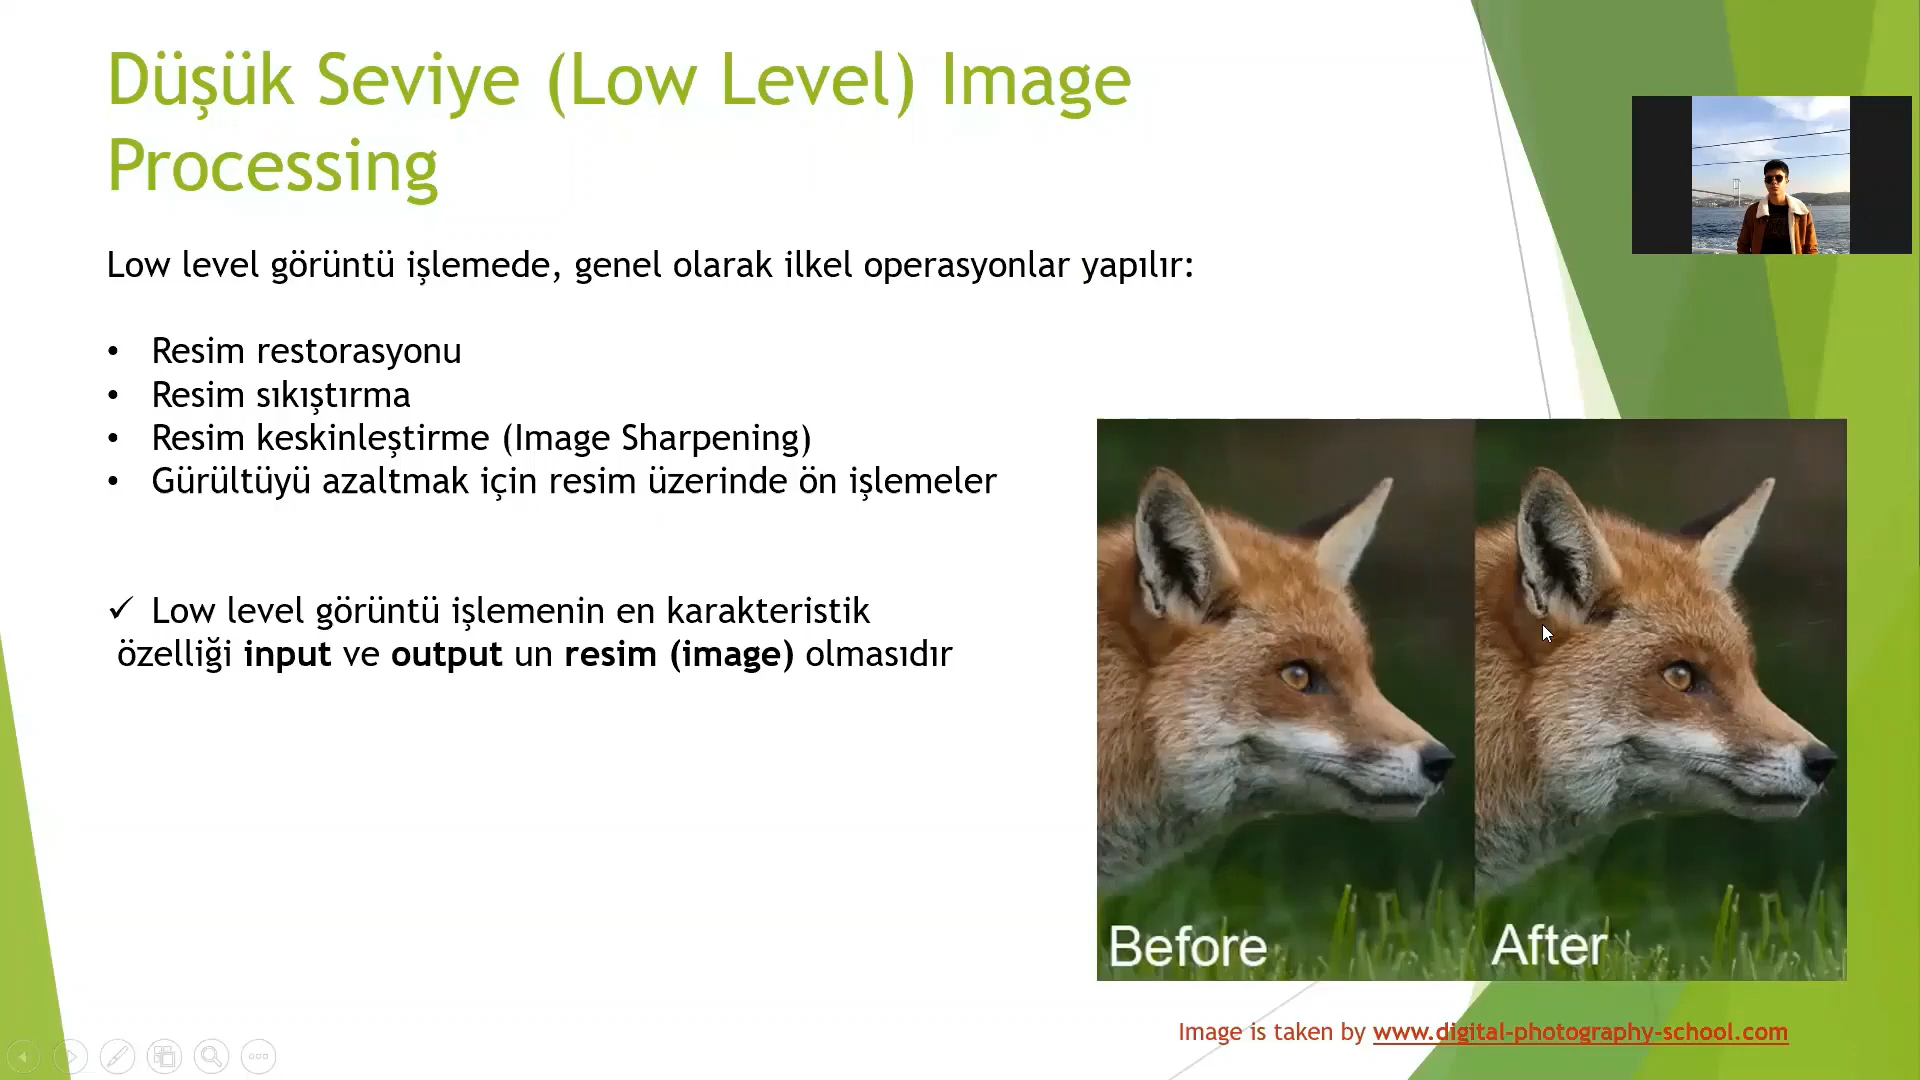 Düşük Seviye (Low Level) Image
Processing
Low level görüntü işlemede, genel olarak ilkel operasyonlar yapılır:
• Resim restorasyonu
• Resim sıkıştırma
• Resim keskinleştirme (Image Sharpening)
• Gürültüyü azaltmak için resim üzerinde ön işlemeler
✓ Low level görüntü işlemenin en karakteristik
özelliği input ve output un resim (image) olmasıdır
Before
After
Image is taken by www.digital-photography-school.com